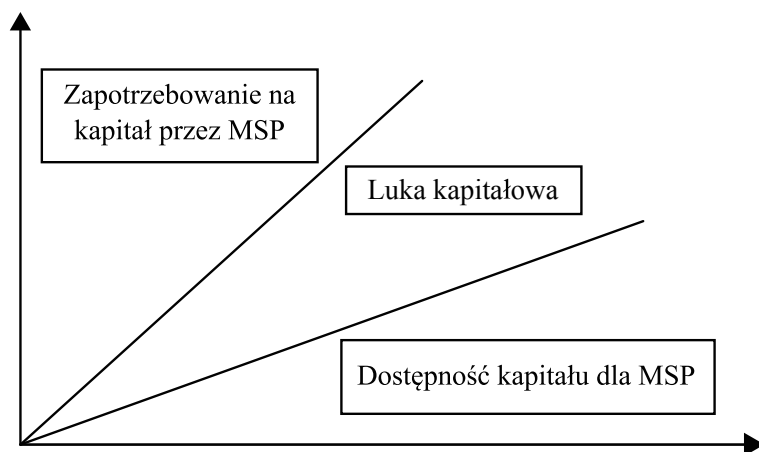 Zapotrzebowanie na
kapitał przez MSP
Luka kapitałowa
Dostępność kapitału dla MSP